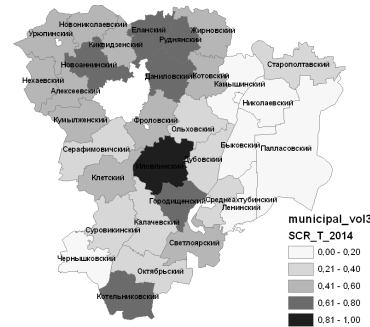 Новониколаевский
Урюпинский
Киквидзенский
Еланский
Руднянский
Жирновский
Нехаевский
Новоаннинский
Алексеевский
Даниловский
Котовский
Камышинский
Старополтавский
Николаевский
Кумылженский
Фроловский
Ольховский
Серафимовичский
Иловлинский
Дубовский
Быковский
Палласовский
Клетский
Городищенский
Среднеахтубинский
Ленинский
Калачевский
Суровикинский
Светлоярский
Чернышковский
Октябрьский
Котельниковский
municipal_vol3
SCR_T_2014
0,00 - 0,20
0,21 - 0,40
0,41 - 0,60
0,61 - 0,80
0,81 - 1,00